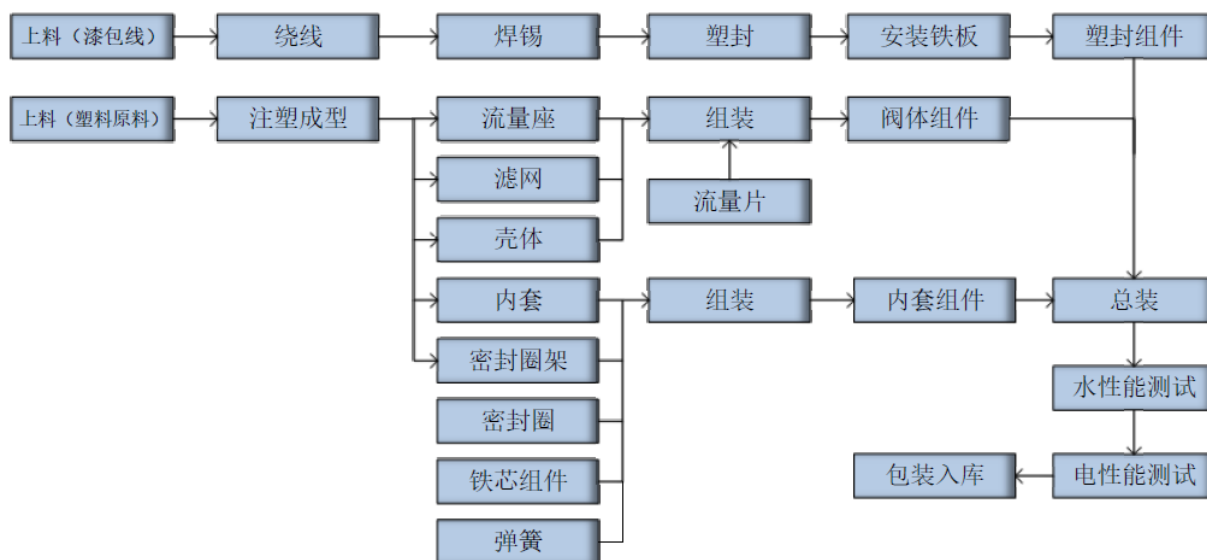 上料（漆包线）
绕线
焊锡
塑封
安装铁板
塑封组件
上料（塑料原料）
注塑成型
流量座
组装
阀体组件
滤网
流量片
壳体
内套
组装
内套组件
总装
密封圈架
水性能测试
密封圈
铁芯组件
包装入库
电性能测试
弹簧